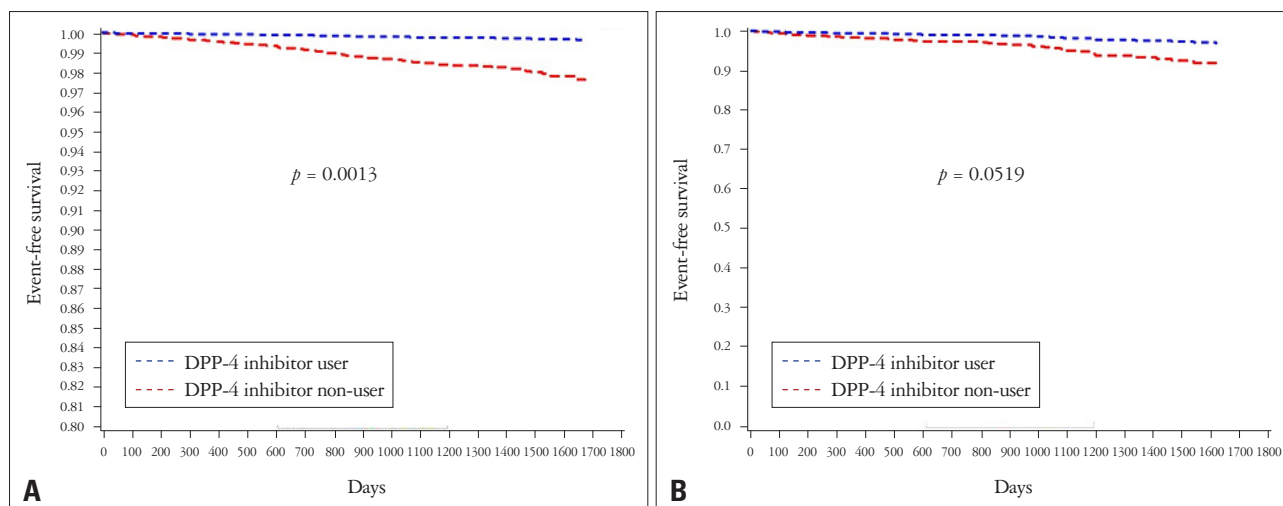 1.00
0.99
0.98
0.97
0.95
0.95
0.94
0.93
0.92
0.90
0.90
0.89
0.88
0.87
0.86
0.86
0.84
0.83
0.82
0.81
0.80
Event-free survival
p = 0.0013
DPP-4 inhibitor user
DPP-4 inhibitor non-user
0 100 200 300 400 500 600 700 800 900 1000 1100 1200 1300 1400 1500 1600 1700 1800
Days
A
1.0
0.9
0.8
0.7
0.6
0.5
0.4
0.3
0.2
0.1
0.0
Event-free survival
p = 0.0519
DPP-4 inhibitor user
DPP-4 inhibitor non-user
0 100 200 300 400 500 600 700 800 900 1000 1100 1200 1300 1400 1500 1600 1700 1800
Days
B